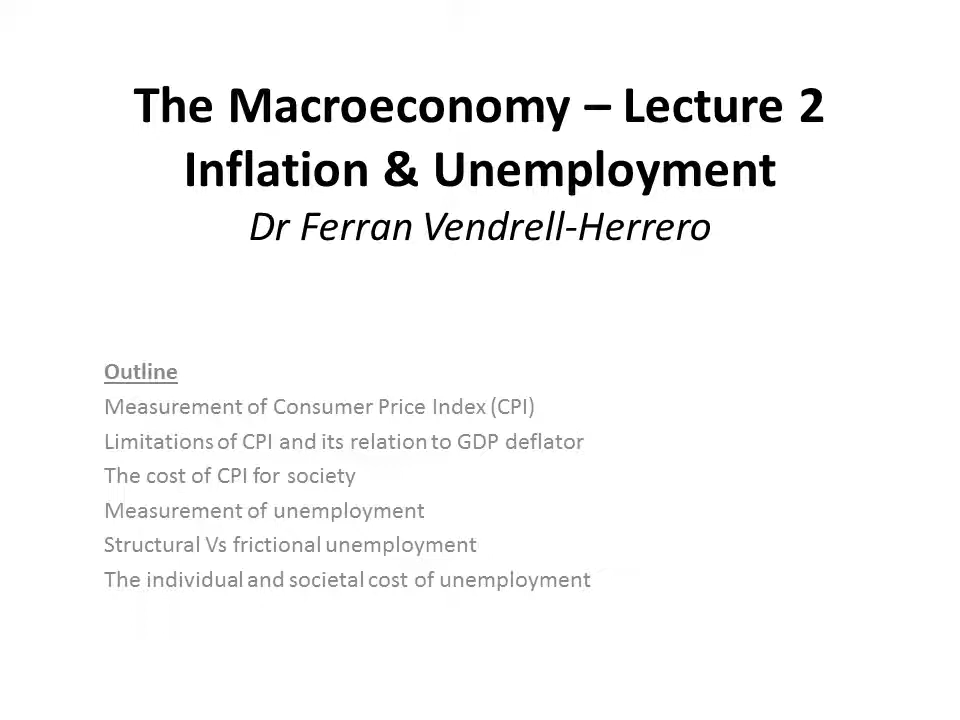 The Macroeconomy – Lecture 2
Inflation & Unemployment
Dr Ferran Vendrell-Herrero
Outline
Measurement of Consumer Price Index (CPI)
Limitations of CPI and its relation to GDP deflator
The cost of CPI for society
Measurement of unemployment
Structural Vs frictional unemployment
The individual and societal cost of unemployment